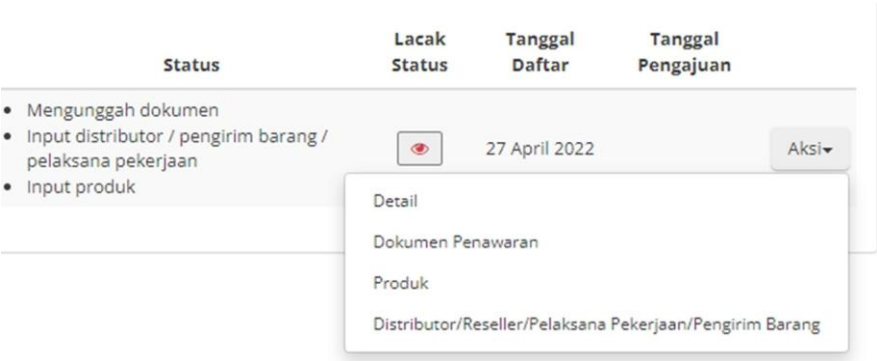 Status
Lacak
Status
Tanggal
Daftar
Tanggal
Pengajuan
• Mengunggah dokumen
• Input distributor / pengirim barang /
pelaksana pekerjaan
• Input produk
27 April 2022
Aksi
Detail
Dokumen Penawaran
Produk
Distributor/Reseller/Pelaksana Pekerjaan/Pengirim Barang